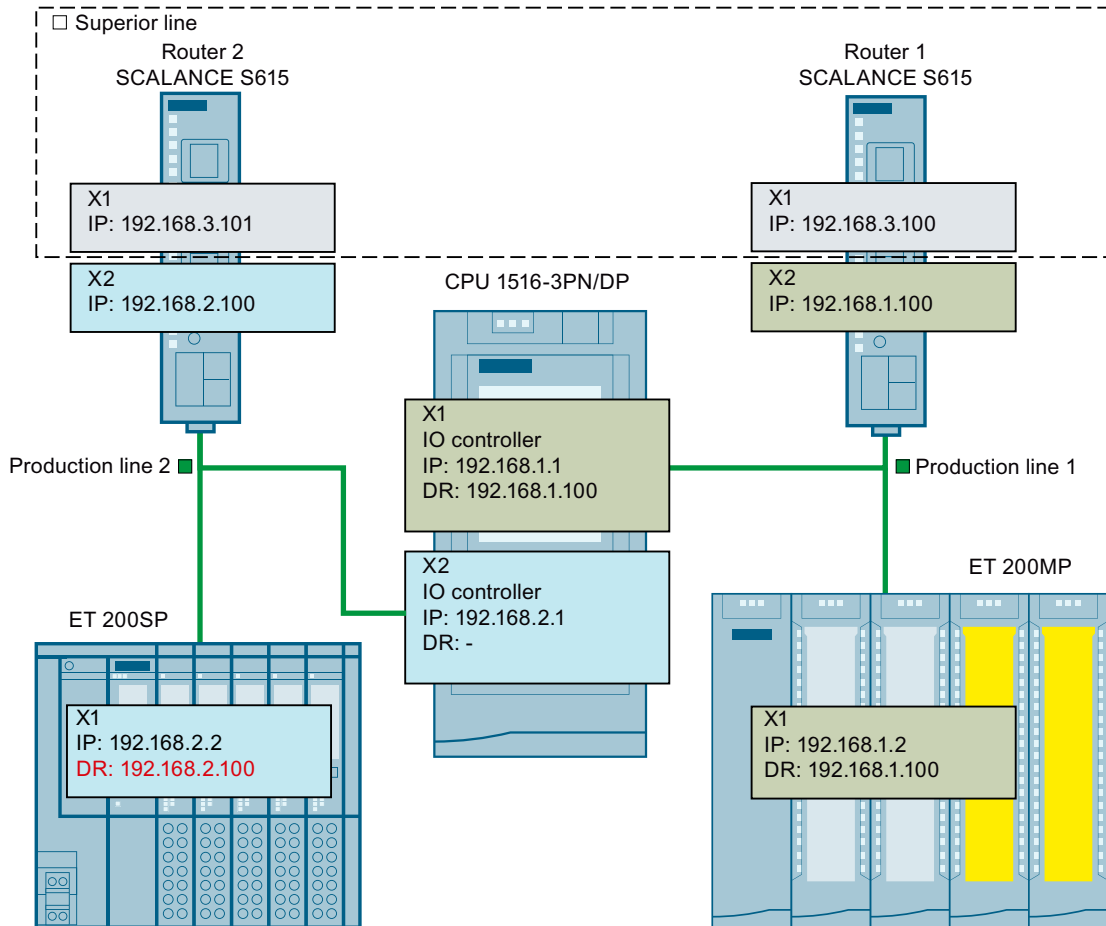 Superior line
Router 2
SCALANCE S615
Router 1
SCALANCE S615
X1
IP: 192.168.3.101
X1
IP: 192.168.3.100
X2
IP: 192.168.2.100
CPU 1516-3PN/DP
X2
IP: 192.168.1.100
X1
IO controller
IP: 192.168.1.1
DR: 192.168.1.100
Production line 2
Production line 1
X2
IO controller
IP: 192.168.2.1
DR: -
ET 200SP
ET 200MP
X1
IP: 192.168.2.2
DR: 192.168.2.100
X1
IP: 192.168.1.2
DR: 192.168.1.100